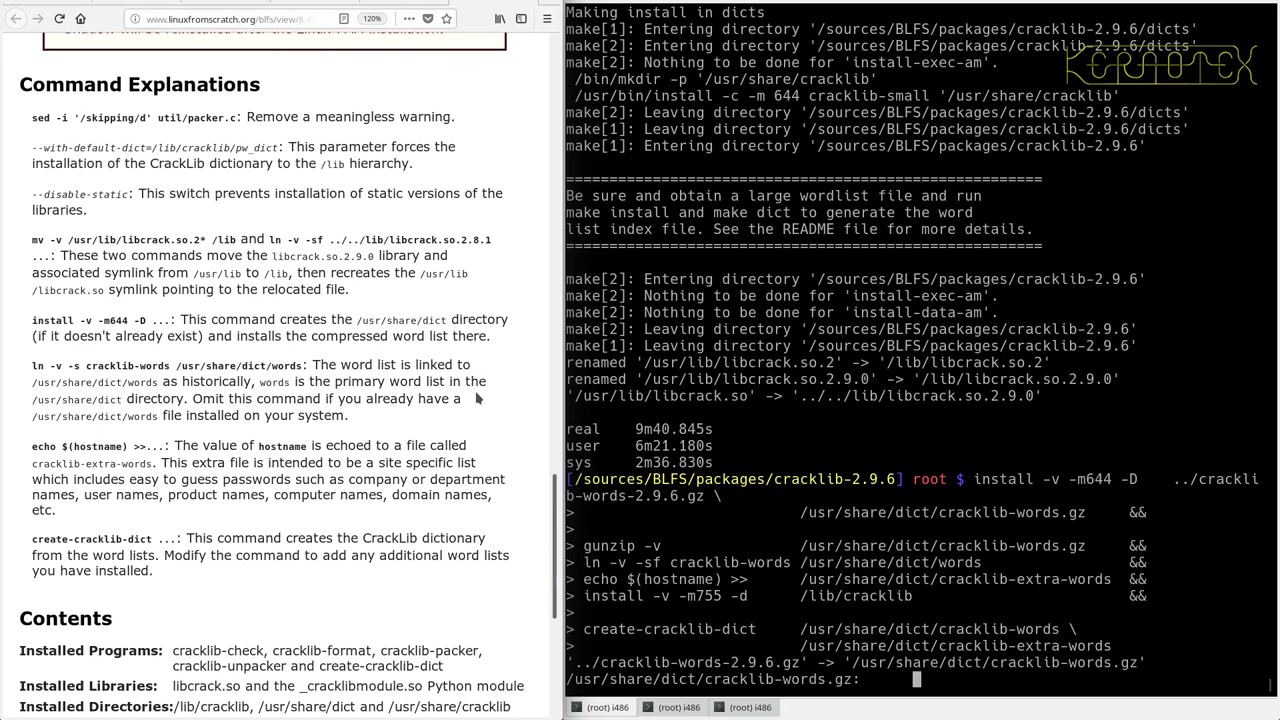 www.linuxfromscratch.org/blfs/view/8.4
120%
Command Explanations
sed -i '/skipping/d' util/packer.c: Remove a meaningless warning.
--with-default-dict=/lib/cracklib/pw_dict: This parameter forces the
installation of the CrackLib dictionary to the /lib hierarchy.
--disable-static: This switch prevents installation of static versions of the
libraries.
mv -v /usr/lib/libcrack.so.2* /lib and ln -v -sf ../../lib/libcrack.so.2.8.1
...: These two commands move the libcrack.so.2.9.0 library and
associated symlink from /usr/lib to /lib, then recreates the /usr/lib
/libcrack.so symlink pointing to the relocated file.
install -v -m644 -D ...: This command creates the /usr/share/dict directory
(if it doesn't already exist) and installs the compressed word list there.
ln -v -s cracklib-words /usr/share/dict/words: The word list is linked to
/usr/share/dict/words as historically, words is the primary word list in the
/usr/share/dict directory. Omit this command if you already have a
/usr/share/dict/words file installed on your system.
echo $(hostname) >>...: The value of hostname is echoed to a file called
cracklib-extra-words. This extra file is intended to be a site specific list
which includes easy to guess passwords such as company or department
names, user names, product names, computer names, domain names,
etc.
create-cracklib-dict ...: This command creates the CrackLib dictionary
from the word lists. Modify the command to add any additional word lists
you have installed.
Contents
Installed Programs: cracklib-check, cracklib-format, cracklib-packer,
cracklib-unpacker and create-cracklib-dict
Installed Libraries: libcrack.so and the _cracklibmodule.so Python module
Installed Directories: /lib/cracklib, /usr/share/dict and /usr/share/cracklib
Making install in dicts
make[1]: Entering directory '/sources/BLFS/packages/cracklib-2.9.6/dicts'
make[2]: Entering directory '/sources/BLFS/packages/cracklib-2.9.6/dicts'
make[2]: Nothing to be done for 'install-exec-am'.
/bin/mkdir -p '/usr/share/cracklib'
/usr/bin/install -c -m 644 cracklib-small '/usr/share/cracklib'
make[2]: Leaving directory '/sources/BLFS/packages/cracklib-2.9.6/dicts'
make[1]: Leaving directory '/sources/BLFS/packages/cracklib-2.9.6/dicts'
make[1]: Entering directory '/sources/BLFS/packages/cracklib-2.9.6'
==================================================
Be sure and obtain a large wordlist file and run
make install and make dict to generate the word
list index file. See the README file for more details.
==================================================
make[2]: Entering directory '/sources/BLFS/packages/cracklib-2.9.6'
make[2]: Nothing to be done for 'install-exec-am'.
make[2]: Nothing to be done for 'install-data-am'.
make[2]: Leaving directory '/sources/BLFS/packages/cracklib-2.9.6'
make[1]: Leaving directory '/sources/BLFS/packages/cracklib-2.9.6'
renamed '/usr/lib/libcrack.so.2' -> '/lib/libcrack.so.2'
renamed '/usr/lib/libcrack.so.2.9.0' -> '/lib/libcrack.so.2.9.0'
'/usr/lib/libcrack.so' -> '../../lib/libcrack.so.2.9.0'
real 9m40.845s
user 6m21.180s
sys 2m36.830s
[/sources/BLFS/packages/cracklib-2.9.6] root $ install -v -m644 -D ../crackli
b-words-2.9.6.gz \
> /usr/share/dict/cracklib-words.gz &&
>
> gunzip -v /usr/share/dict/cracklib-words.gz &&
> ln -v -sf cracklib-words /usr/share/dict/words &&
> echo $(hostname) >> /usr/share/dict/cracklib-extra-words &&
> install -v -m755 -d /lib/cracklib &&
>
> create-cracklib-dict /usr/share/dict/cracklib-words \
> /usr/share/dict/cracklib-extra-words
'../cracklib-words-2.9.6.gz' -> '/usr/share/dict/cracklib-words.gz'
/usr/share/dict/cracklib-words.gz:
(root) i486
(root) i486
(root) i486